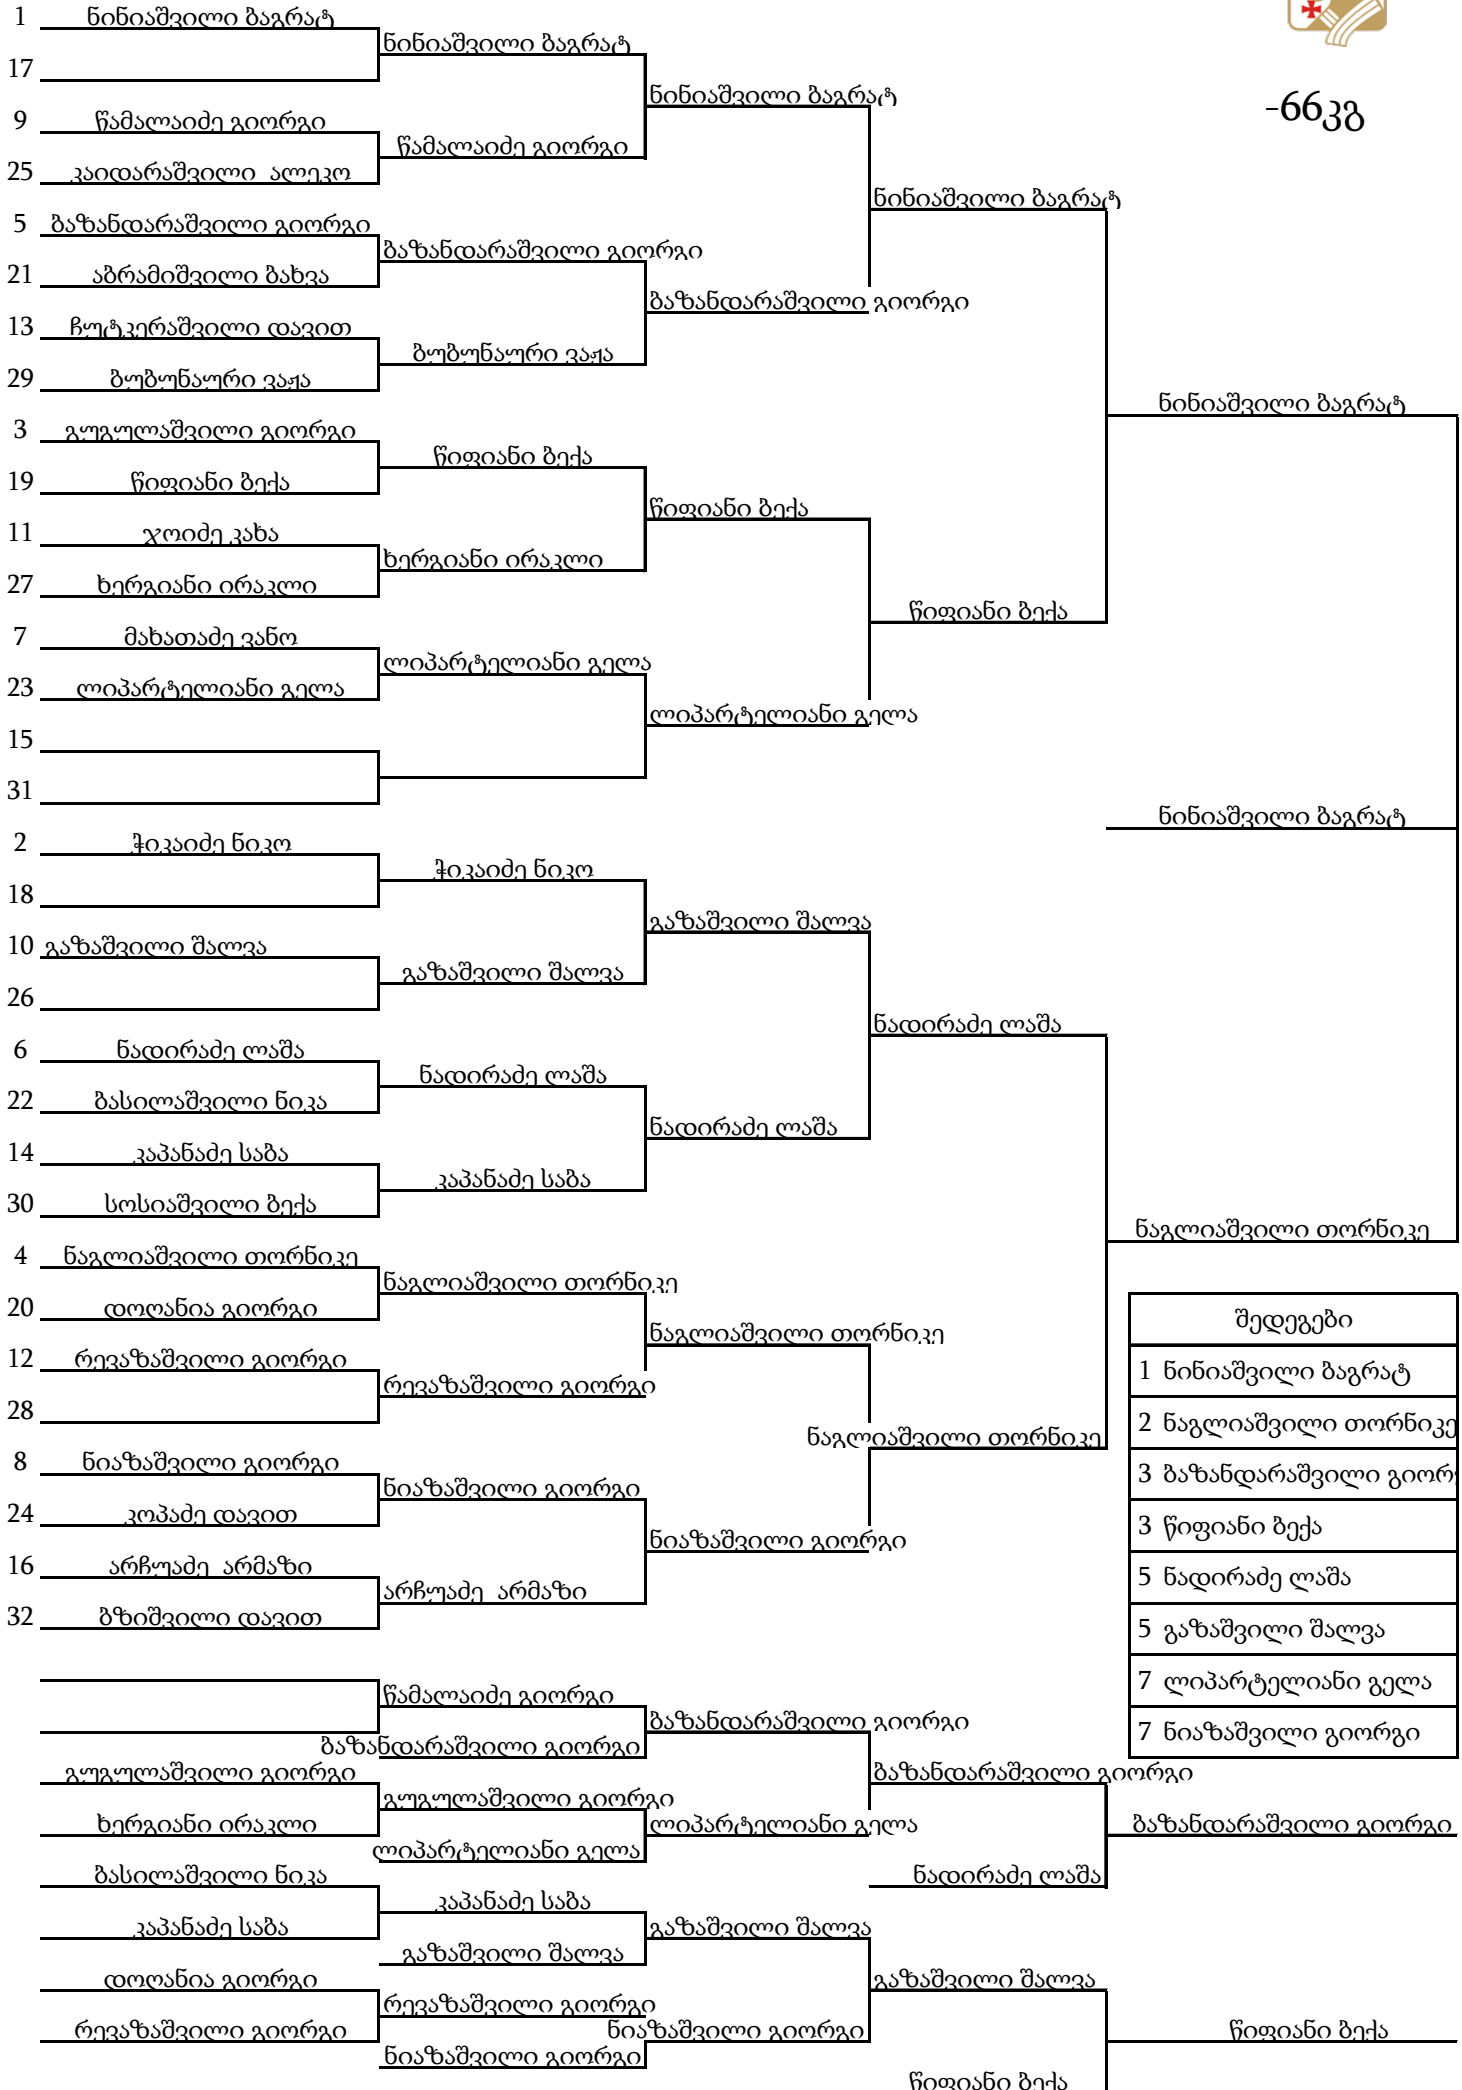 1 ნინიაშვილი ბაგრატ
ნინიაშვილი ბაგრატ
17
ნინიაშვილი ბაგრატ
-66კგ
9 წამალაიძე გიორგი
წამალაიძე გიორგი
25 კაიდარაშვილი ალეკო
ნინიაშვილი ბაგრატ
5 ბაზანდარაშვილი გიორგი
ბაზანდარაშვილი გიორგი
21 აბრამიშვილი ბახვა
ბაზანდარაშვილი გიორგი
13 ჩუტკერაშვილი დავით
ბუბუნაური ვაჟა
29 ბუბუნაური ვაჟა
ნინიაშვილი ბაგრატ
3 გუგულაშვილი გიორგი
წიფიანი ბექა
19 წიფიანი ბექა
წიფიანი ბექა
11 ჯოიძე კახა
ხერგიანი ირაკლი
27 ხერგიანი ირაკლი
წიფიანი ბექა
7 მახათაძე ვანო
ლიპარტელიანი გელა
23 ლიპარტელიანი გელა
ლიპარტელიანი გელა
15
31
ნინიაშვილი ბაგრატ
2 ჭიკაიძე ნიკო
ჭიკაიძე ნიკო
18
გაზაშვილი შალვა
10 გაზაშვილი შალვა
გაზაშვილი შალვა
26
ნადირაძე ლაშა
6 ნადირაძე ლაშა
ნადირაძე ლაშა
22 ბასილაშვილი ნიკა
ნადირაძე ლაშა
14 კაპანაძე საბა
კაპანაძე საბა
30 სოსიაშვილი ბექა
ნაგლიაშვილი თორნიკე
4 ნაგლიაშვილი თორნიკე
ნაგლიაშვილი თორნიკე
20 დოღანია გიორგი
ნაგლიაშვილი თორნიკე
12 რევაზაშვილი გიორგი
რევაზაშვილი გიორგი
28
ნაგლიაშვილი თორნიკე
8 ნიაზაშვილი გიორგი
ნიაზაშვილი გიორგი
24 კოპაძე დავით
ნიაზაშვილი გიორგი
16 არჩუაძე არმაზი
არჩუაძე არმაზი
32 ბზიშვილი დავით
შედეგები
1 ნინიაშვილი ბაგრატ
2 ნაგლიაშვილი თორნიკე
3 ბაზანდარაშვილი გიორ
3 წიფიანი ბექა
5 ნადირაძე ლაშა
5 გაზაშვილი შალვა
7 ლიპარტელიანი გელა
7 ნიაზაშვილი გიორგი
წამალაიძე გიორგი
ბაზანდარაშვილი გიორგი
ბაზანდარაშვილი გიორგი
გუგულაშვილი გიორგი
ბაზანდარაშვილი გიორგი
გუგულაშვილი გიორგი
ხერგიანი ირაკლი
ლიპარტელიანი გელა
ბაზანდარაშვილი გიორგი
ლიპარტელიანი გელა
ბასილაშვილი ნიკა
ნადირაძე ლაშა
კაპანაძე საბა
კაპანაძე საბა
გაზაშვილი შალვა
გაზაშვილი შალვა
დოღანია გიორგი
გაზაშვილი შალვა
რევაზაშვილი გიორგი
რევაზაშვილი გიორგი
ნიაზაშვილი გიორგი
წიფიანი ბექა
ნიაზაშვილი გიორგი
წიფიანი ბექა